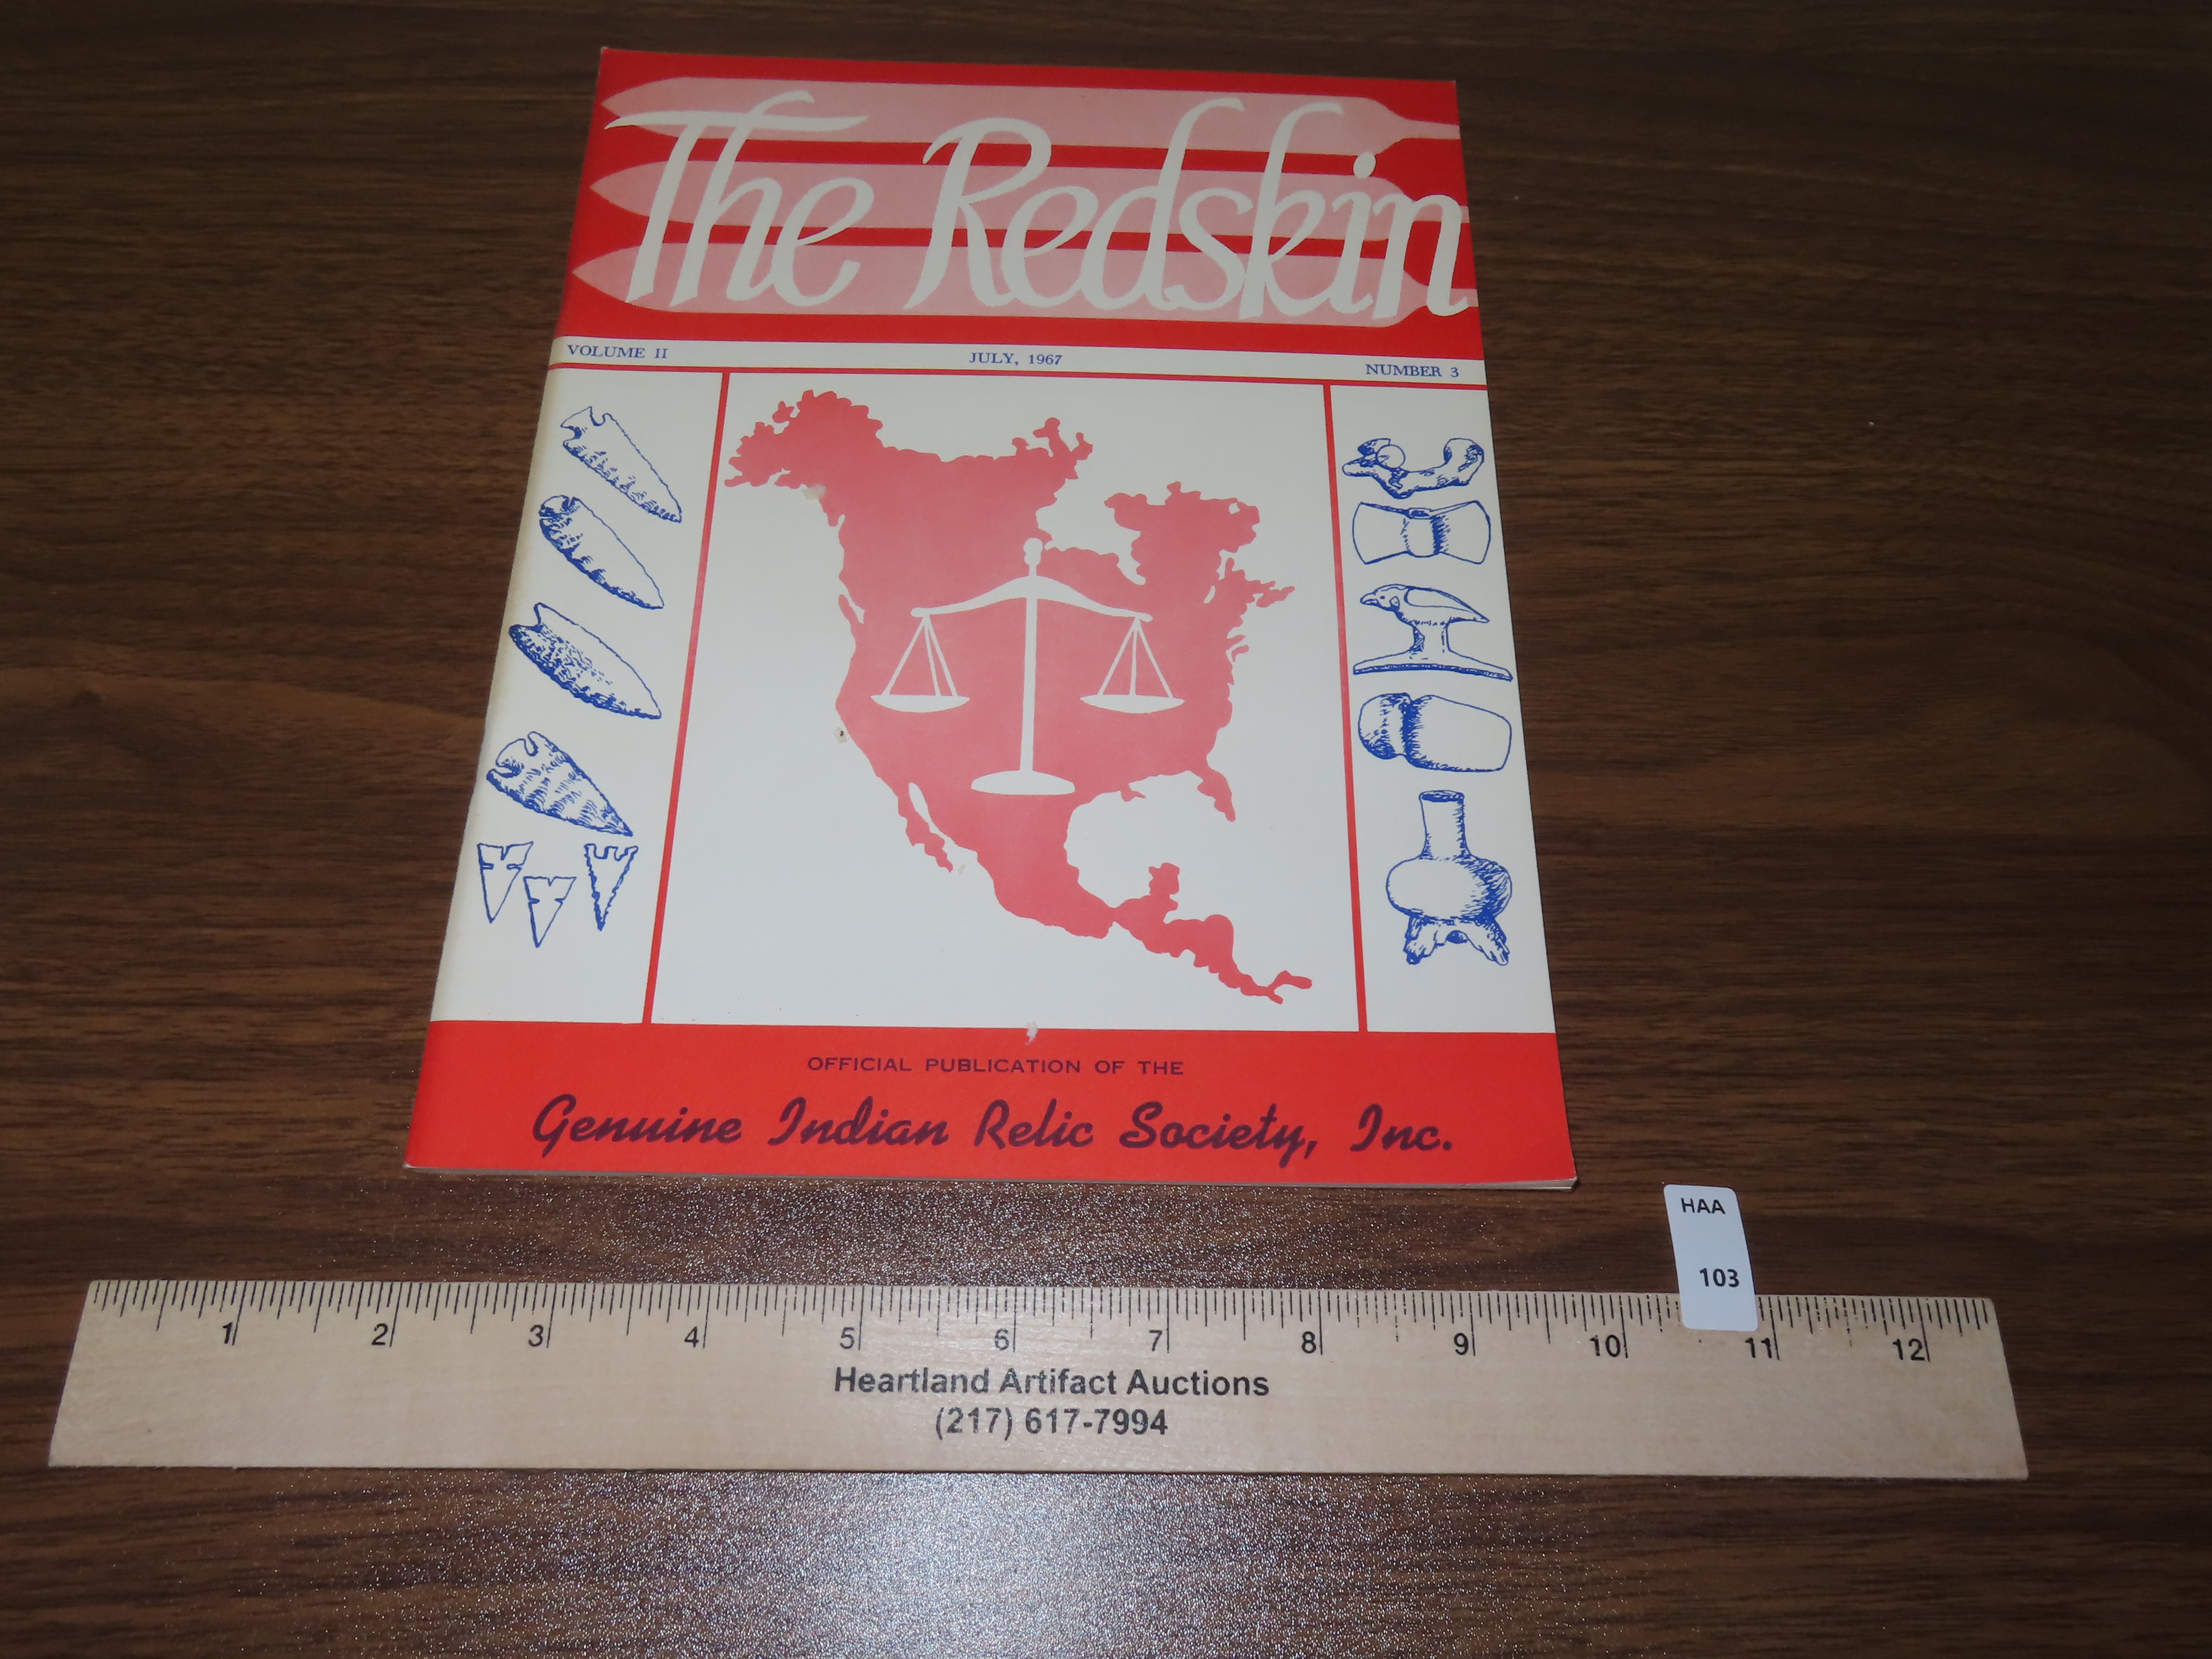 The Redskin
VOLUME II JULY, 1967 NUMBER 3
OFFICIAL PUBLICATION OF THE
Genuine Indian Relic Society, Inc.
HAA
103
1 2 3 4 5 6 7 8 9 10 11 12
Heartland Artifact Auctions
(217) 617-7994